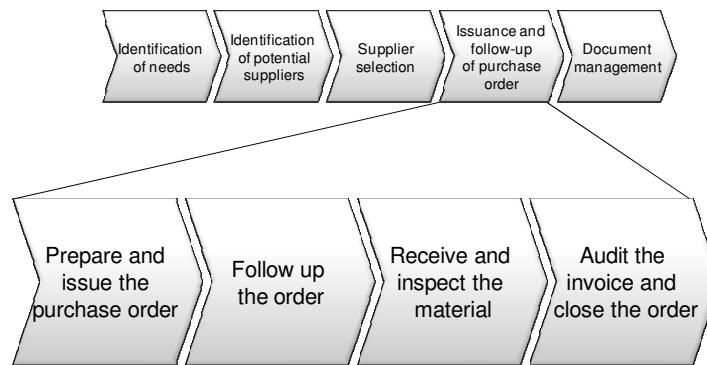 Identification
of needs
Identification
of potential
suppliers
Supplier
selection
Issuance and
follow-up
of purchase
order
Document
management
Prepare and
issue the
purchase order
Follow up
the order
Receive and
inspect the
material
Audit the
invoice and
close the order